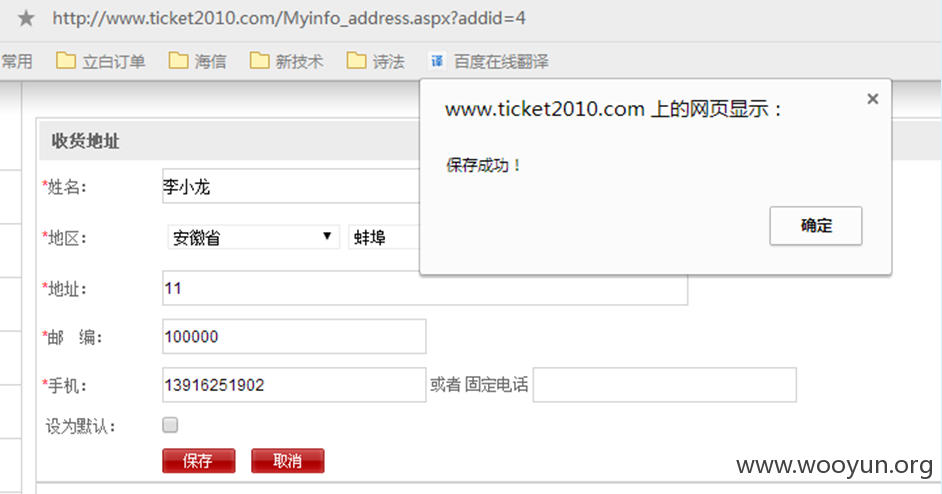 http://www.ticket2010.com/Myinfo_address.aspx?addid=4
常用 立白订单 海信 新技术 诗法 译 百度在线翻译
www.ticket2010.com 上的网页显示：
保存成功！
确定
收货地址
*姓名： 李小龙
*地区： 安徽省 蚌埠
*地址： 11
*邮 编： 100000
*手机： 13916251902 或者 固定电话
设为默认：
保存 取消
www.wooyun.org